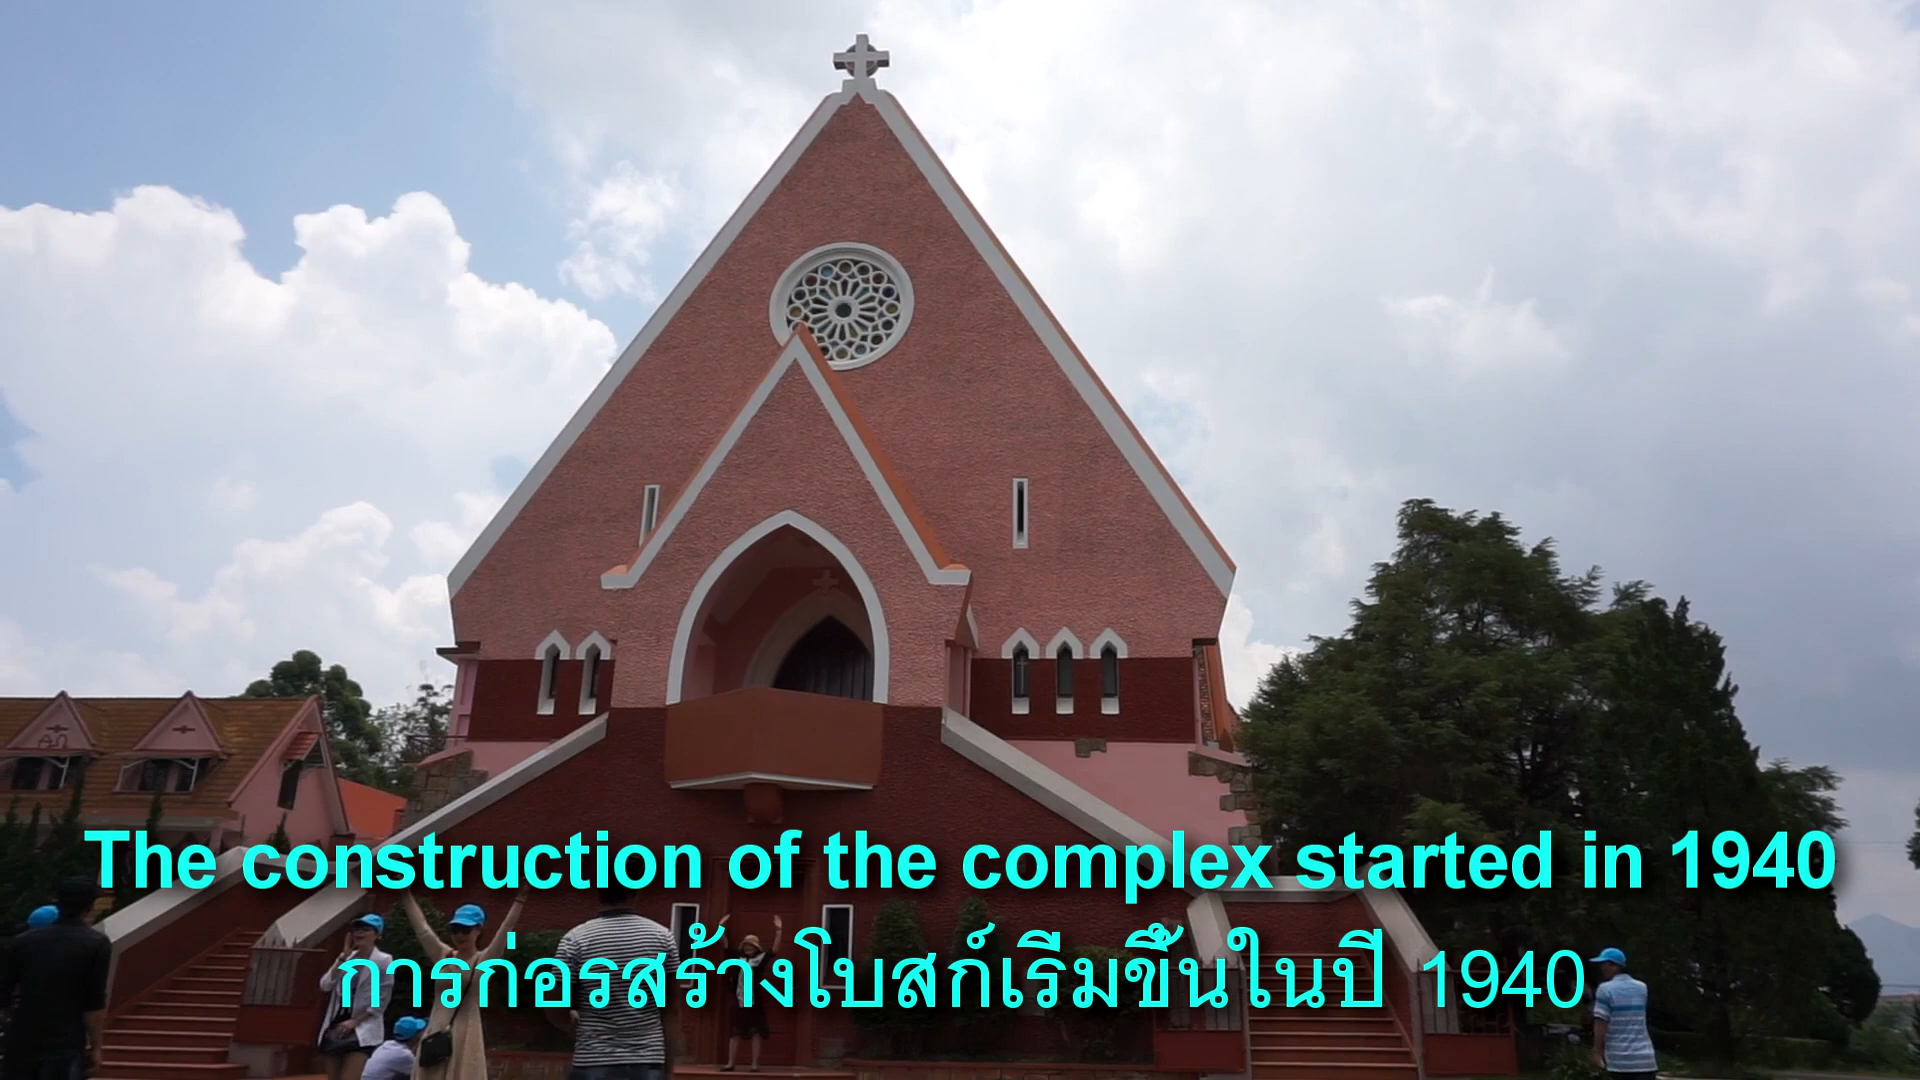 The construction of the complex started in 1940
การก่อรสร้างโบสก์เริ่มขึ้นในปี 1940